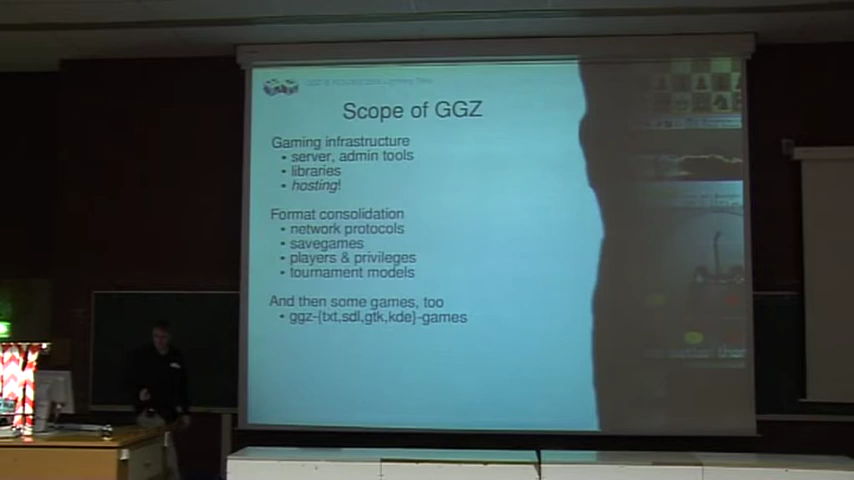 Scope of GGZ
Gaming infrastructure
• server, admin tools
• libraries
• hosting!
Format consolidation
• network protocols
• savegames
• players & privileges
• tournament models
And then some games, too
• ggz-{txt,sdl,gtk,kde}-games